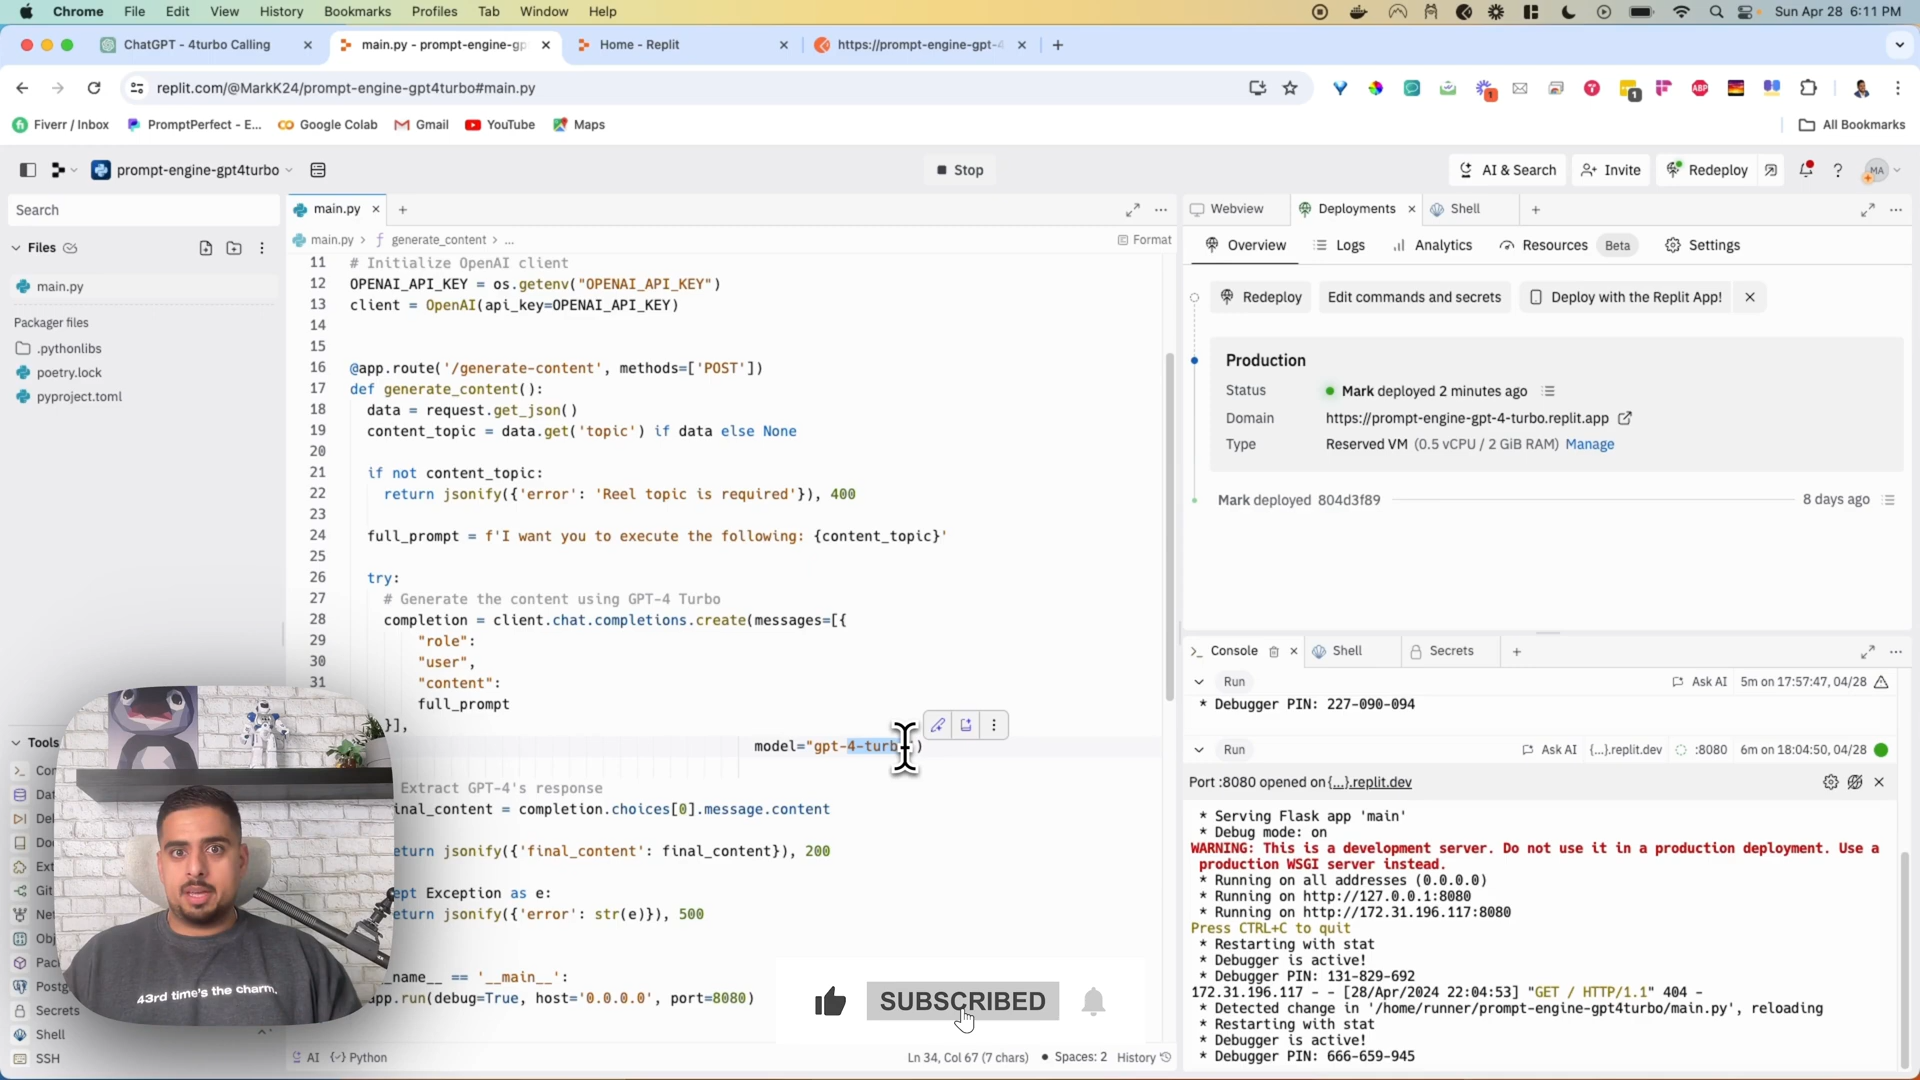 Chrome File Edit View History Bookmarks Profiles Tab Window Help
Sun Apr 28 6:11 PM
ChatGPT - 4turbo Calling
main.py - prompt-engine-gp
Home - Replit
https://prompt-engine-gpt-4
replit.com/@MarkK24/prompt-engine-gpt4turbo#main.py
1
1
ABP
Fiverr / Inbox
PromptPerfect - E...
Google Colab
Gmail
YouTube
Maps
All Bookmarks
prompt-engine-gpt4turbo
Stop
AI & Search
Invite
Redeploy
MA
Search
Files
main.py
Packager files
.pythonlibs
poetry.lock
pyproject.toml
Tools
Secrets
Shell
SSH
main.py
main.py > generate_content > ...
Format
11 # Initialize OpenAI client
12 OPENAI_API_KEY = os.getenv("OPENAI_API_KEY")
13 client = OpenAI(api_key=OPENAI_API_KEY)
14
15
16 @app.route('/generate-content', methods=['POST'])
17 def generate_content():
18 data = request.get_json()
19 content_topic = data.get('topic') if data else None
20
21 if not content_topic:
22 return jsonify({'error': 'Reel topic is required'}), 400
23
24 full_prompt = f'I want you to execute the following: {content_topic}'
25
26 try:
27 # Generate the content using GPT-4 Turbo
28 completion = client.chat.completions.create(messages=[{
29 "role":
30 "user",
31 "content":
full_prompt
}],
model="gpt-4-turb
)
Extract GPT-4's response
inal_content = completion.choices[0].message.content
eturn jsonify({'final_content': final_content}), 200
ept Exception as e:
eturn jsonify({'error': str(e)}), 500
_name__ == '__main__':
app.run(debug=True, host='0.0.0.0', port=8080)
43rd time's the charm.
SUBSCRIBED
AI Python
Ln 34, Col 67 (7 chars) • Spaces: 2 History
Webview
Deployments
Shell
Overview
Logs
Analytics
Resources
Beta
Settings
Redeploy
Edit commands and secrets
Deploy with the Replit App!
Production
Status Mark deployed 2 minutes ago
Domain https://prompt-engine-gpt-4-turbo.replit.app
Type Reserved VM (0.5 vCPU / 2 GiB RAM) Manage
Mark deployed 804d3f89 8 days ago
Console
Shell
Secrets
Run Ask AI 5m on 17:57:47, 04/28
* Debugger PIN: 227-090-094
Run Ask AI {...}.replit.dev :8080 6m on 18:04:50, 04/28
Port :8080 opened on {...}.replit.dev
* Serving Flask app 'main'
* Debug mode: on
WARNING: This is a development server. Do not use it in a production deployment. Use a
production WSGI server instead.
* Running on all addresses (0.0.0.0)
* Running on http://127.0.0.1:8080
* Running on http://172.31.196.117:8080
Press CTRL+C to quit
* Restarting with stat
* Debugger is active!
* Debugger PIN: 131-829-692
172.31.196.117 - - [28/Apr/2024 22:04:53] "GET / HTTP/1.1" 404 -
* Detected change in '/home/runner/prompt-engine-gpt4turbo/main.py', reloading
* Restarting with stat
* Debugger is active!
* Debugger PIN: 666-659-945